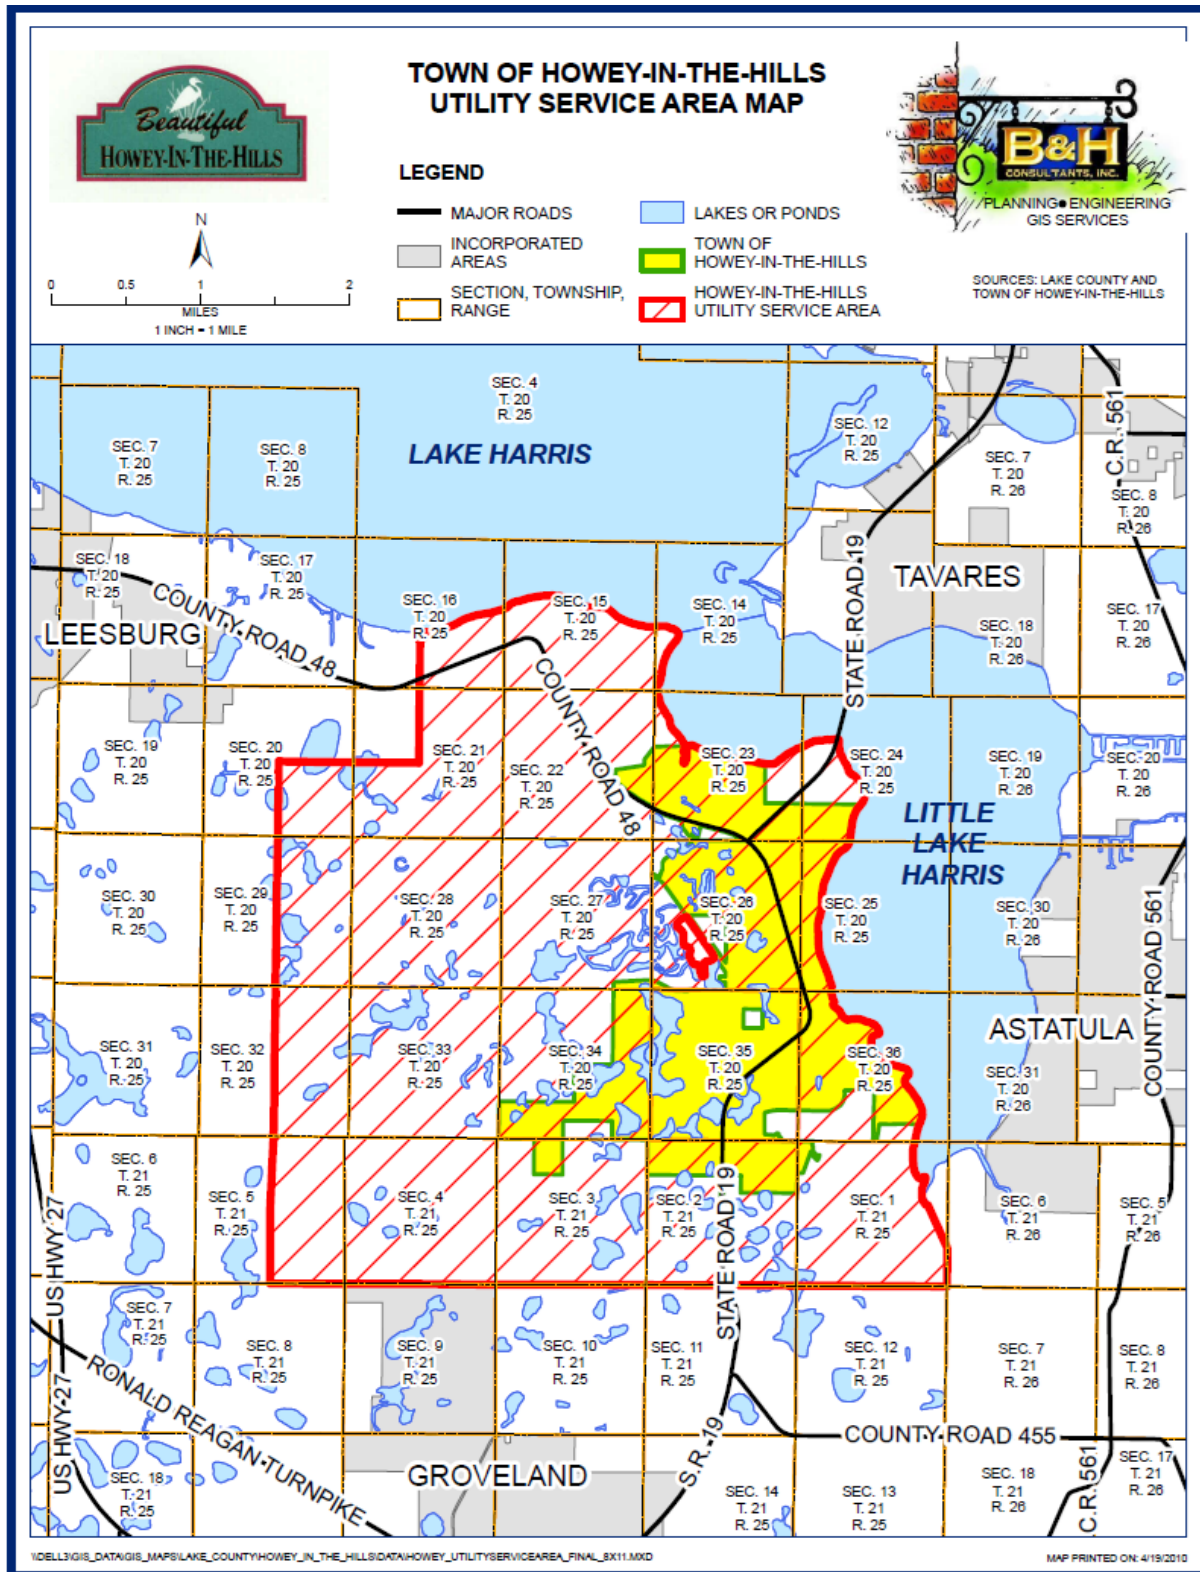 TOWN OF HOWEY-IN-THE-HILLS
UTILITY SERVICE AREA MAP
Beautiful
HOWEY-IN-THE-HILLS
B&H
CONSULTANTS, INC.
PLANNING • ENGINEERING
GIS SERVICES
LEGEND
MAJOR ROADS
LAKES OR PONDS
INCORPORATED
AREAS
TOWN OF
HOWEY-IN-THE-HILLS
SECTION, TOWNSHIP,
RANGE
HOWEY-IN-THE-HILLS
UTILITY SERVICE AREA
SOURCES: LAKE COUNTY AND
TOWN OF HOWEY-IN-THE-HILLS
N
0 0.5 1 2
MILES
1 INCH = 1 MILE
SEC. 4
T. 20
R. 25
LAKE HARRIS
SEC. 7
T. 20
R. 25
SEC. 8
T. 20
R. 25
SEC. 12
T. 20
R. 25
SEC. 7
T. 20
R. 26
C.R. 561
SEC. 8
T. 20
R. 26
SEC. 18
T. 20
R. 25
SEC. 17
T. 20
R. 25
COUNTY ROAD 48
LEESBURG
SEC. 16
T. 20
R. 25
SEC. 15
T. 20
R. 25
SEC. 14
T. 20
R. 25
STATE ROAD 19
TAVARES
SEC. 18
T. 20
R. 26
SEC. 17
T. 20
R. 26
SEC. 19
T. 20
R. 25
SEC. 20
T. 20
R. 25
SEC. 21
T. 20
R. 25
SEC. 22
T. 20
R. 25
COUNTY ROAD 48
SEC. 23
T. 20
R. 25
SEC. 24
T. 20
R. 25
SEC. 19
T. 20
R. 26
SEC. 20
T. 20
R. 26
LITTLE
LAKE
HARRIS
SEC. 30
T. 20
R. 25
SEC. 29
T. 20
R. 25
SEC. 28
T. 20
R. 25
SEC. 27
T. 20
R. 25
SEC. 26
T. 20
R. 25
SEC. 25
T. 20
R. 25
SEC. 30
T. 20
R. 26
COUNTY ROAD 561
ASTATULA
SEC. 31
T. 20
R. 25
SEC. 32
T. 20
R. 25
SEC. 33
T. 20
R. 25
SEC. 34
T. 20
R. 25
SEC. 35
T. 20
R. 25
SEC. 36
T. 20
R. 25
SEC. 31
T. 20
R. 26
SEC. 6
T. 21
R. 25
SEC. 5
T. 21
R. 25
SEC. 4
T. 21
R. 25
SEC. 3
T. 21
R. 25
SEC. 2
T. 21
R. 25
STATE ROAD 19
SEC. 1
T. 21
R. 25
SEC. 6
T. 21
R. 26
SEC. 5
T. 21
R. 26
US HWY 27
SEC. 7
T. 21
R. 25
SEC. 8
T. 21
R. 25
SEC. 9
T. 21
R. 25
SEC. 10
T. 21
R. 25
SEC. 11
T. 21
R. 25
SEC. 12
T. 21
R. 25
SEC. 7
T. 21
R. 26
SEC. 8
T. 21
R. 26
RONALD REAGAN TURNPIKE
US HWY 27
COUNTY ROAD 455
GROVELAND
S.R. 19
SEC. 18
T. 21
R. 25
SEC. 14
T. 21
R. 25
SEC. 13
T. 21
R. 25
SEC. 18
T. 21
R. 26
C.R. 561
SEC. 17
T. 21
R. 26
\\DELL3\GIS_DATA\GIS_MAPS\LAKE_COUNTY\HOWEY_IN_THE_HILLS\DATA\HOWEY_UTILITYSERVICEAREA_FINAL_8X11.MXD
MAP PRINTED ON: 4/19/2010